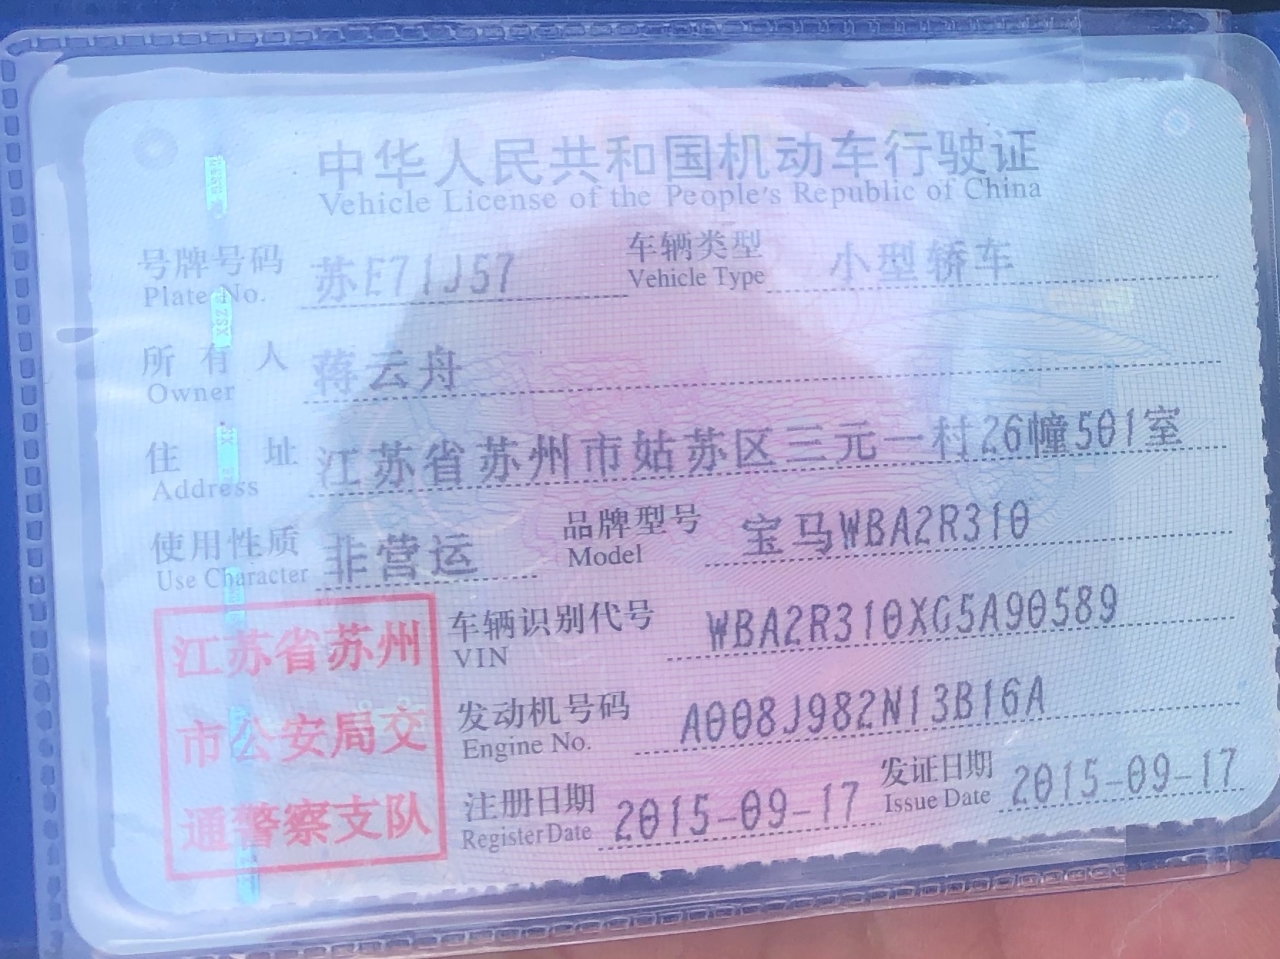 中华人民共和国机动车行驶证
Vehicle License of the People's Republic of China
号牌号码 苏E71J57 车辆类型 小型轿车
Plate No. Vehicle Type
所有人 蒋云舟
Owner
住址 江苏省苏州市姑苏区三元一村26幢501室
Address
使用性质 非营运 品牌型号 宝马WBA2R310
Use Character Model
车辆识别代号 WBA2R310XG5A90589
VIN
发动机号码 A008J982N13B16A
Engine No.
注册日期 2015-09-17 发证日期 2015-09-17
Register Date Issue Date
江苏省苏州
市公安局交
通警察支队